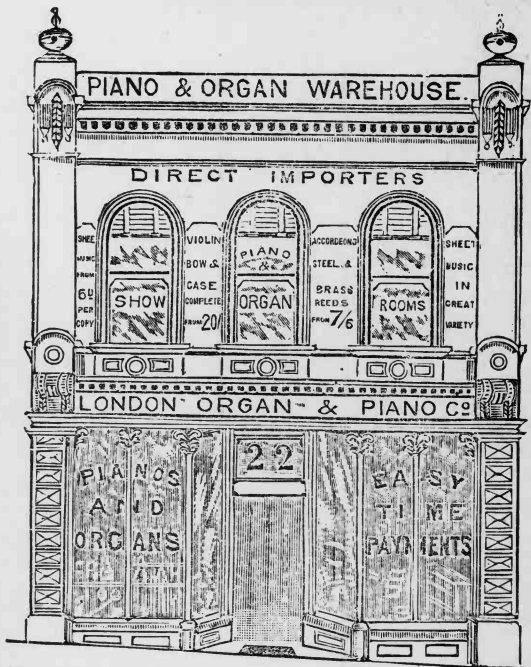 PIANO & ORGAN WAREHOUSE.
DIRECT IMPORTERS
SHEE
MUSIC
FROM
6D
PER
COPY
SHOW
VIOLIN
BOW &
CASE
COMPLETE
FROM 20/
PIANO
&
ORGAN
ACCORDEONS
STEEL &
BRASS
REEDS
FROM 7/6
ROOMS
SHEET
MUSIC
IN
GREAT
VARIETY
LONDON ORGAN & PIANO Co
22
PIANOS
AND
ORGANS
EASY
TIME
PAYMENTS